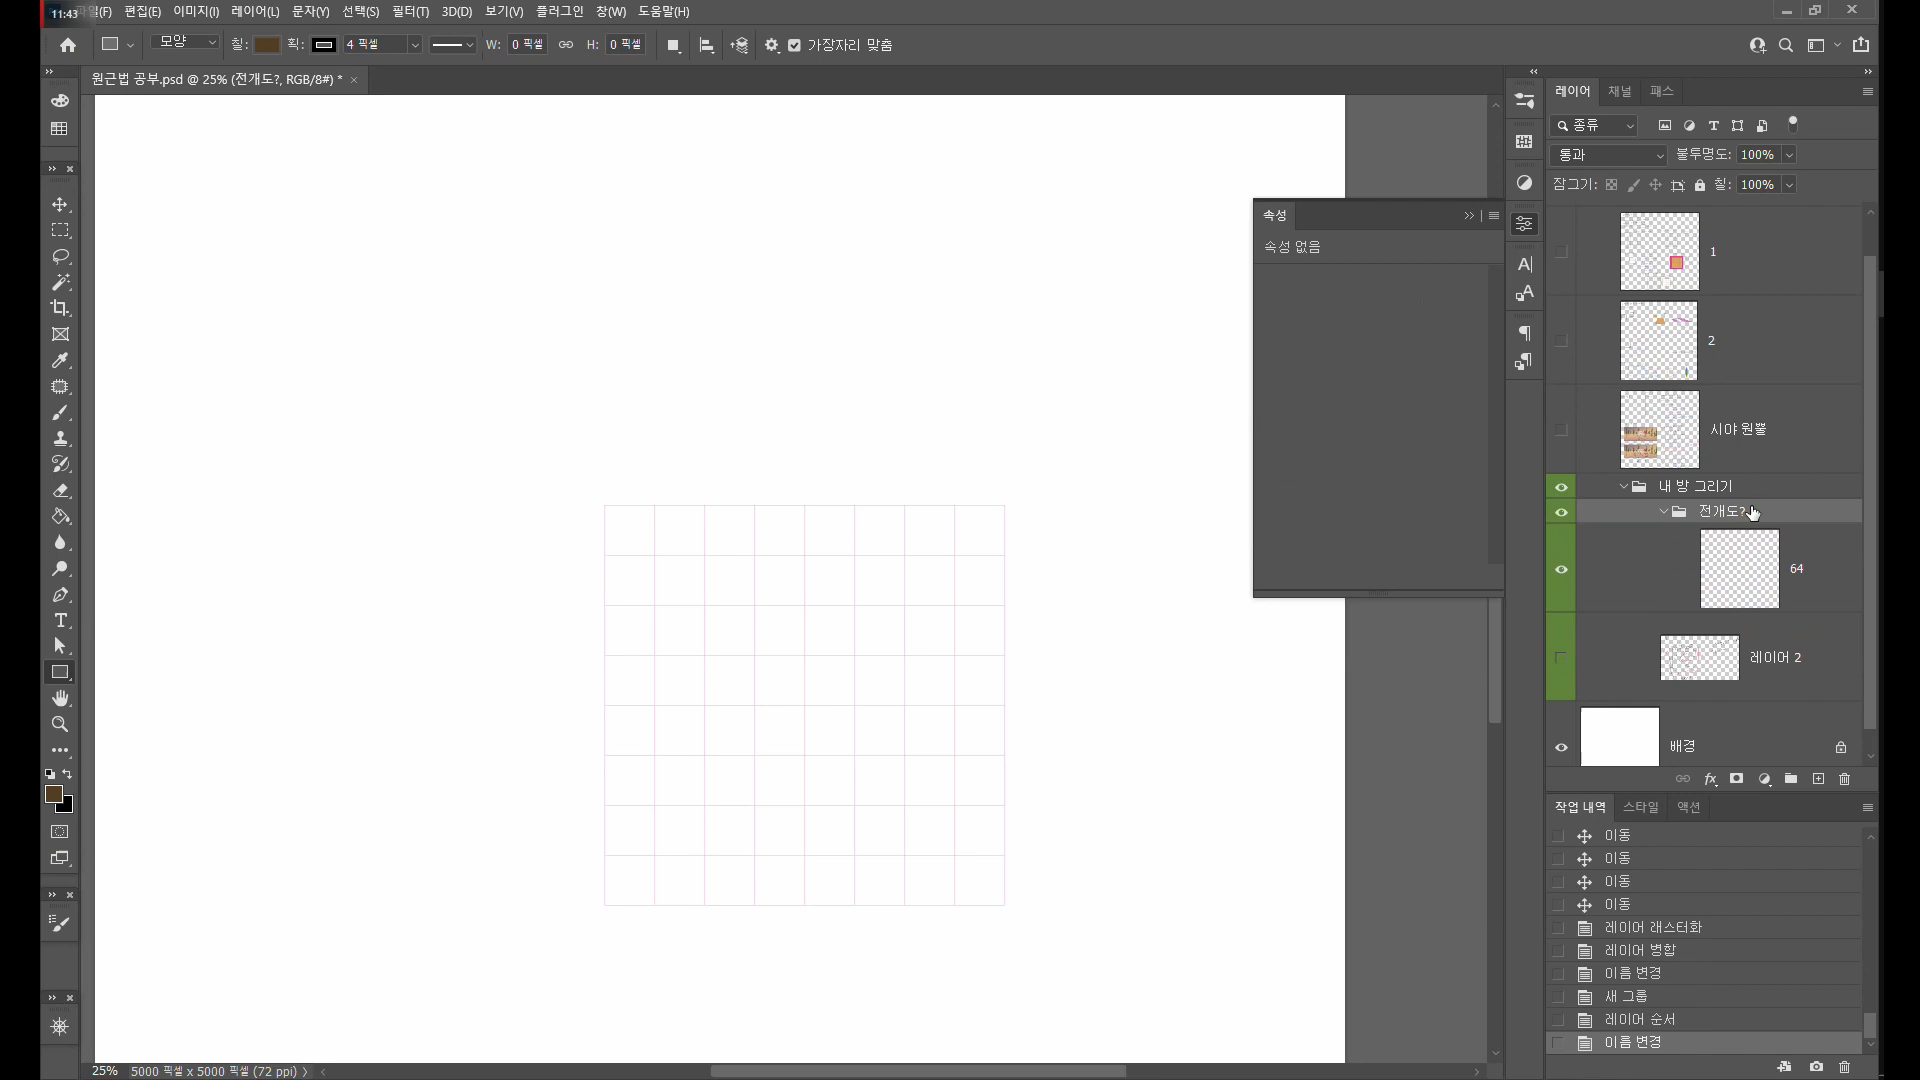 11:43
파일(F) 편집(E) 이미지(I) 레이어(L) 문자(Y) 선택(S) 필터(T) 3D(D) 보기(V) 플러그인 창(W) 도움말(H)
모양 칠: 획: 4 픽셀 W: 0 픽셀 H: 0 픽셀 가장자리 맞춤
원근법 공부.psd @ 25% (전개도?, RGB/8#) *
레이어 채널 패스
종류
통과 불투명도: 100%
잠그기: 칠: 100%
속성
속성 없음
1
2
시야 원뿔
내 방 그리기
전개도?
64
레이어 2
배경
작업 내역 스타일 액션
이동
이동
이동
이동
레이어 래스터화
레이어 병합
이름 변경
새 그룹
레이어 순서
이름 변경
25% 5000 픽셀 x 5000 픽셀 (72 ppi)